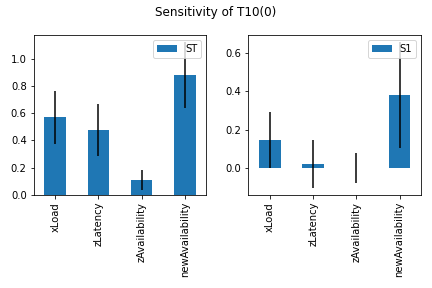 Sensitivity of T10(0)
ST
1.0
0.8
0.6
0.4
0.2
0.0
xLoad
zLatency
zAvailability
newAvailability
S1
0.6
0.4
0.2
0.0
xLoad
zLatency
zAvailability
newAvailability